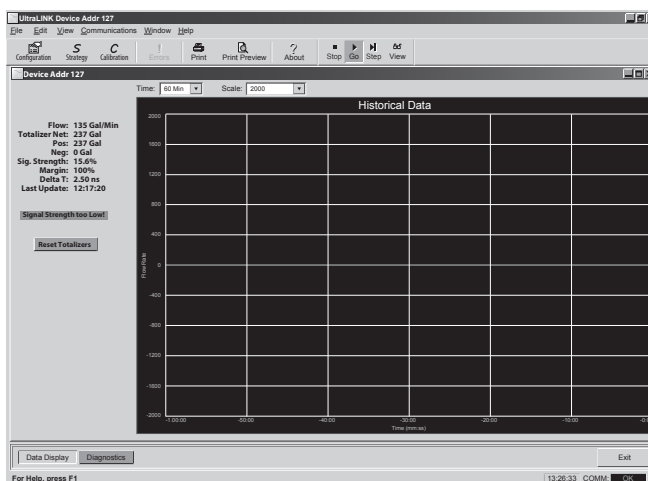 UltraLINK Device Addr 127
File Edit View Communications Window Help
Configuration Strategy Calibration Errors Print Print Preview About Stop Go Step View
Device Addr 127
Time: 60 Min Scale: 2000
Historical Data
Flow: 135 Gal/Min
Totalizer Net: 237 Gal
Pos: 237 Gal
Neg: 0 Gal
Sig. Strength: 15.6%
Margin: 100%
Delta T: 2.50 ns
Last Update: 12:17:20
Signal Strength too Low!
Reset Totalizers
2000
1600
1200
800
400
0
-400
-800
-1200
-1600
-2000
Flow Rate
-1:00:00 -50:00 -40:00 -30:00 -20:00 -10:00
Time (mm:ss)
Data Display Diagnostics Exit
For Help, press F1 13:26:33 COMM: OK